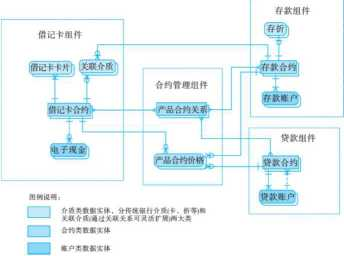 存款组件
借记卡组件
存折
借记卡卡片
关联介质
存款合约
合约管理组件
存款账户
借记卡合约
产品合约关系
贷款组件
电子现金
产品合约价格
贷款合约
贷款账户
图例说明：
介质类数据实体，分传统银行介质(卡、折等)和
关联介质(通过关联关系可灵活扩展)两大类
合约类数据实体
账户类数据实体